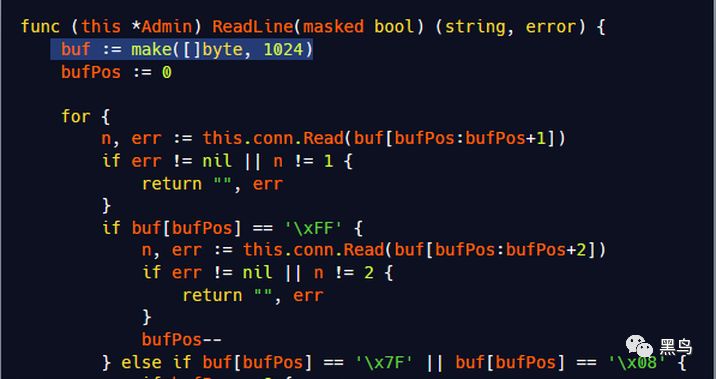 func (this *Admin) ReadLine(masked bool) (string, error) {
    buf := make([]byte, 1024)
    bufPos := 0

    for {
        n, err := this.conn.Read(buf[bufPos:bufPos+1])
        if err != nil || n != 1 {
            return "", err
        }
        if buf[bufPos] == '\xFF' {
            n, err := this.conn.Read(buf[bufPos:bufPos+2])
            if err != nil || n != 2 {
                return "", err
            }
            bufPos--
        } else if buf[bufPos] == '\x7F' || buf[bufPos] == '\x08' {
黑鸟